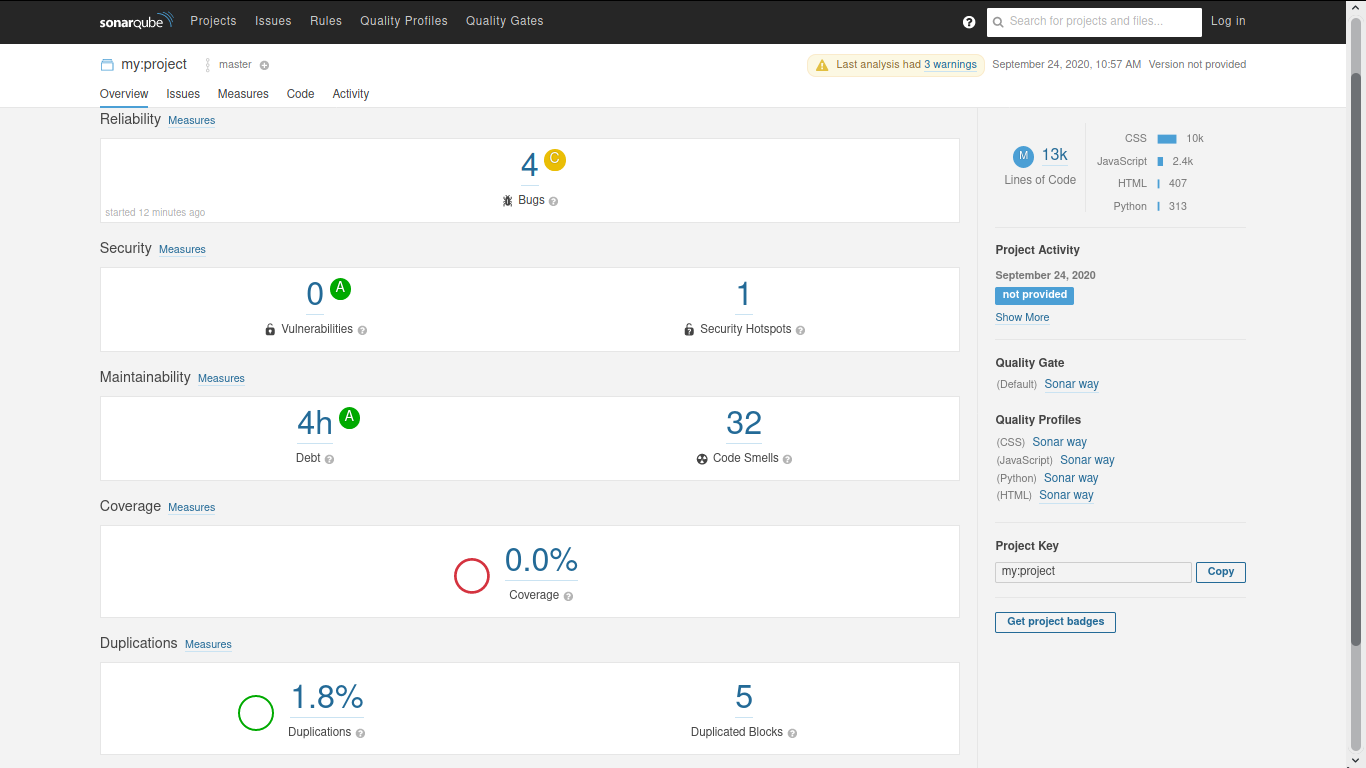 sonarqube Projects Issues Rules Quality Profiles Quality Gates ? Search for projects and files... Log in
my:project master Last analysis had 3 warnings September 24, 2020, 10:57 AM Version not provided
Overview Issues Measures Code Activity
Reliability Measures
4 C
Bugs ?
started 12 minutes ago
Security Measures
0 A
Vulnerabilities ?
1
Security Hotspots ?
Maintainability Measures
4h A
Debt ?
32
Code Smells ?
Coverage Measures
0.0%
Coverage ?
Duplications Measures
1.8%
Duplications ?
5
Duplicated Blocks ?
M 13k
Lines of Code
CSS 10k
JavaScript 2.4k
HTML 407
Python 313
Project Activity
September 24, 2020
not provided
Show More
Quality Gate
(Default) Sonar way
Quality Profiles
(CSS) Sonar way
(JavaScript) Sonar way
(Python) Sonar way
(HTML) Sonar way
Project Key
my:project Copy
Get project badges